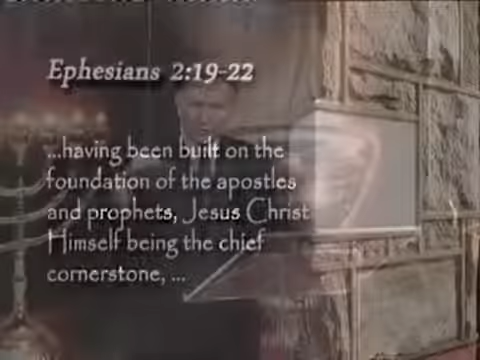 Ephesians 2:19-22
...having been built on the
foundation of the apostles
and prophets, Jesus Christ
Himself being the chief
cornerstone, ...